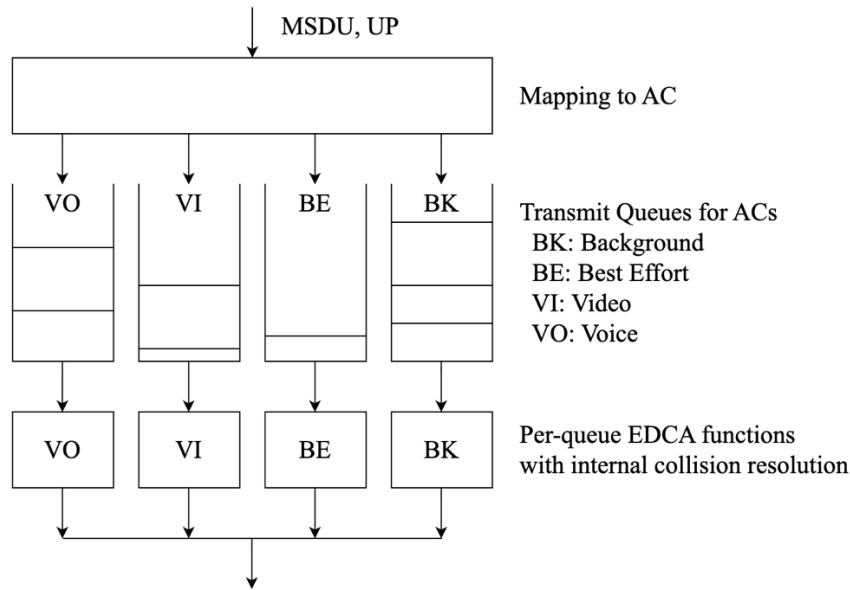 MSDU, UP
Mapping to AC
VO
VI
BE
BK
Transmit Queues for ACs
BK: Background
BE: Best Effort
VI: Video
VO: Voice
VO
VI
BE
BK
Per-queue EDCA functions
with internal collision resolution